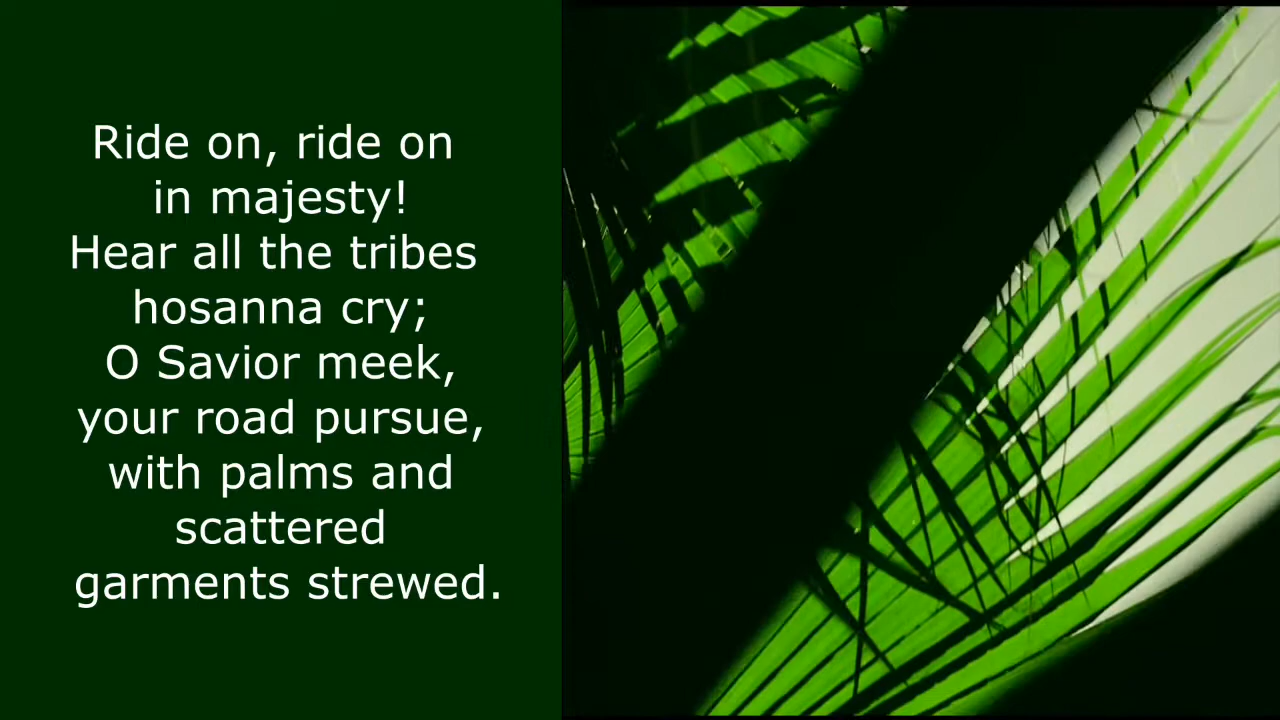 Ride on, ride on
in majesty!
Hear all the tribes
hosanna cry;
O Savior meek,
your road pursue,
with palms and
scattered
garments strewed.